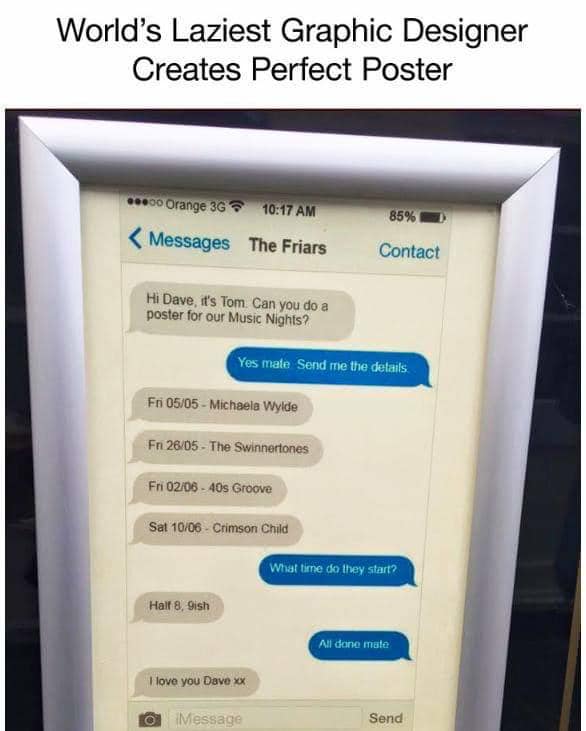 World's Laziest Graphic Designer
Creates Perfect Poster
Orange 3G 10:17 AM 85%
Messages The Friars Contact
Hi Dave, it's Tom. Can you do a
poster for our Music Nights?
Yes mate. Send me the details.
Fri 05/05 - Michaela Wylde
Fri 26/05 - The Swinnertones
Fri 02/06 - 40s Groove
Sat 10/06 - Crimson Child
What time do they start?
Half 8, 9ish
All done mate
I love you Dave xx
iMessage Send